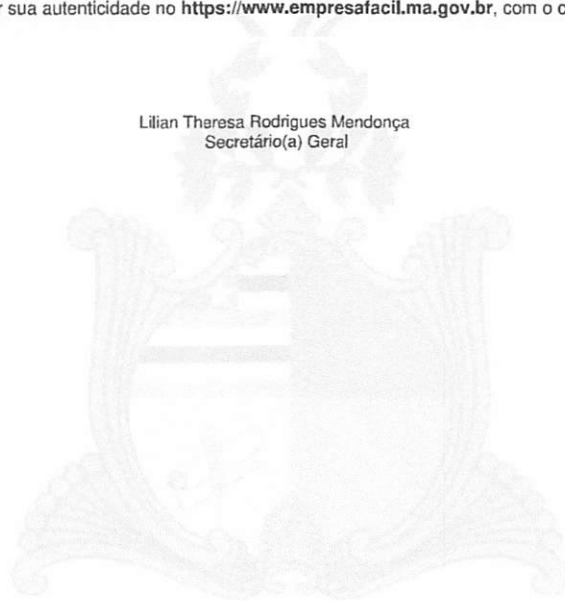 sua autenticidade no https://www.empresafacil.ma.gov.br, com o
Lilian Theresa Rodrigues Mendonça
Secretário(a) Geral